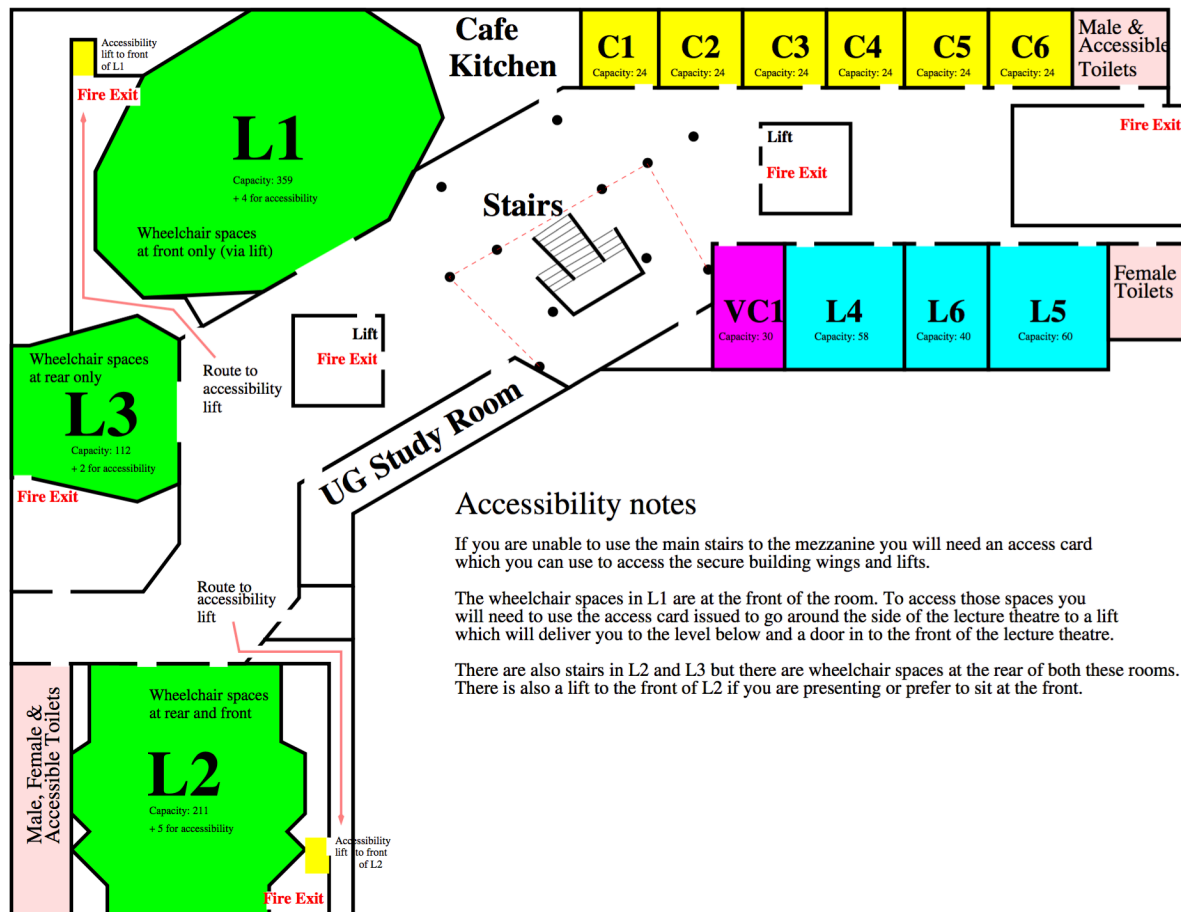 Accessibility
lift to front
of L1
Fire Exit
L1
Capacity: 359
+ 4 for accessibility
Wheelchair spaces
at front only (via lift)
Cafe
Kitchen
C1
Capacity: 24
C2
Capacity: 24
C3
Capacity: 24
C4
Capacity: 24
C5
Capacity: 24
C6
Capacity: 24
Male &
Accessible
Toilets
Fire Exit
Lift
Fire Exit
Stairs
VC1
Capacity: 30
L4
Capacity: 58
L6
Capacity: 40
L5
Capacity: 60
Female
Toilets
Lift
Fire Exit
Route to
accessibility
lift
Wheelchair spaces
at rear only
L3
Capacity: 112
+ 2 for accessibility
Fire Exit
UG Study Room
Accessibility notes
If you are unable to use the main stairs to the mezzanine you will need an access card
which you can use to access the secure building wings and lifts.
The wheelchair spaces in L1 are at the front of the room. To access those spaces you
will need to use the access card issued to go around the side of the lecture theatre to a lift
which will deliver you to the level below and a door in to the front of the lecture theatre.
There are also stairs in L2 and L3 but there are wheelchair spaces at the rear of both these rooms.
There is also a lift to the front of L2 if you are presenting or prefer to sit at the front.
Route to
accessibility
lift
Male, Female &
Accessible Toilets
Wheelchair spaces
at rear and front
L2
Capacity: 211
+ 5 for accessibility
Accessibility
lift to front
of L2
Fire Exit